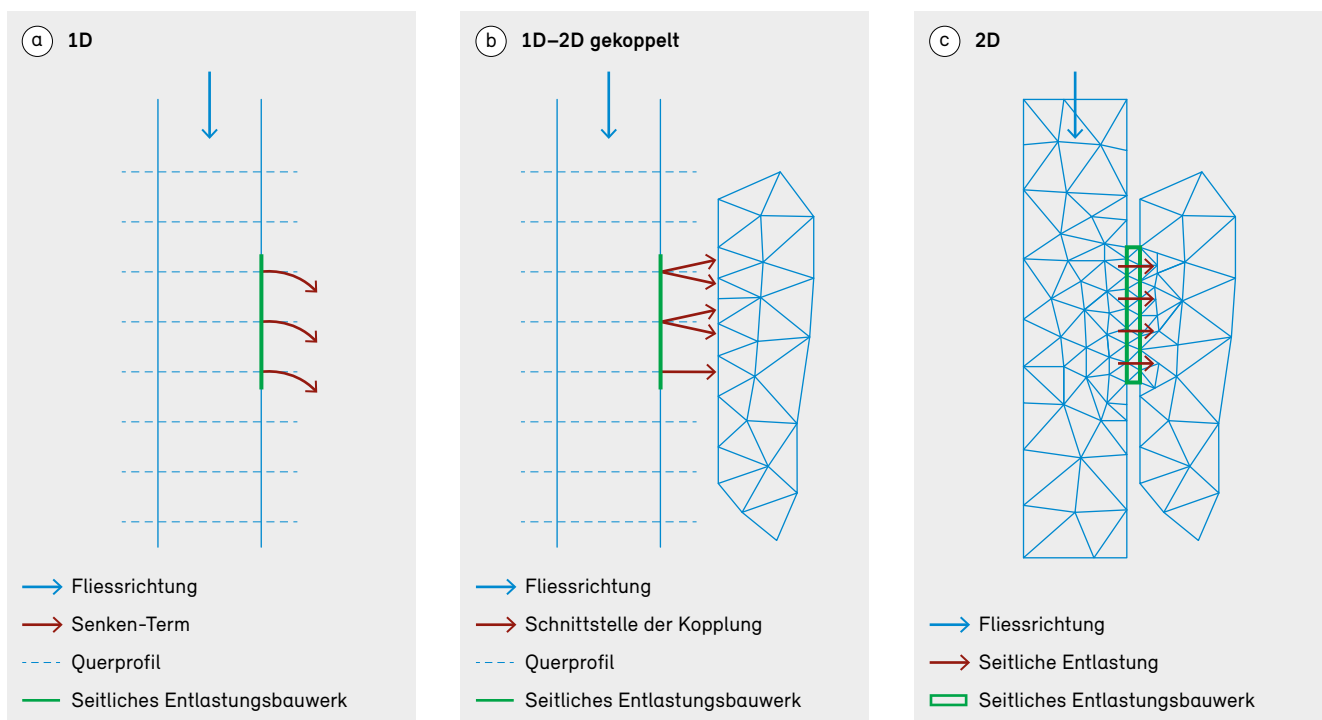 a 1D
Fliessrichtung
Senken-Term
Querprofil
Seitliches Entlastungsbauwerk
b 1D–2D gekoppelt
Fliessrichtung
Schnittstelle der Kopplung
Querprofil
Seitliches Entlastungsbauwerk
c 2D
Fliessrichtung
Seitliche Entlastung
Seitliches Entlastungsbauwerk